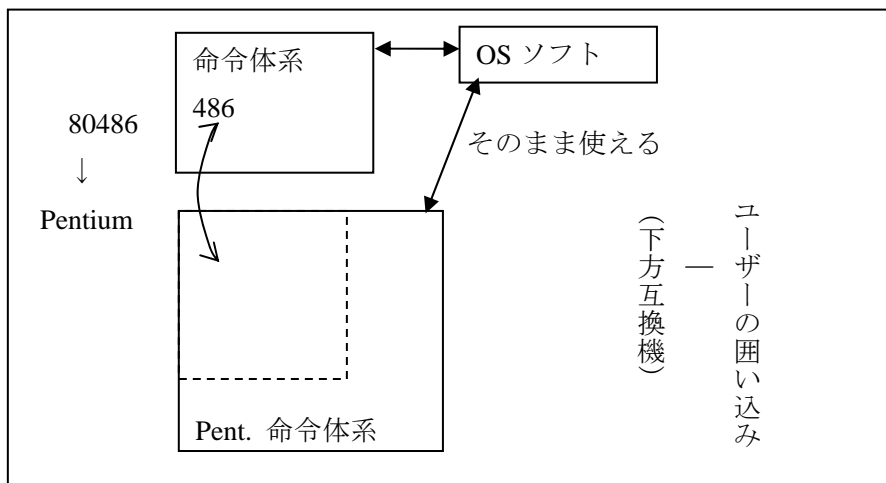 命令体系
486
OS ソフト
80486
↓
Pentium
そのまま使える
Pent. 命令体系
ユーザーの囲い込み
―
(下方互換機)